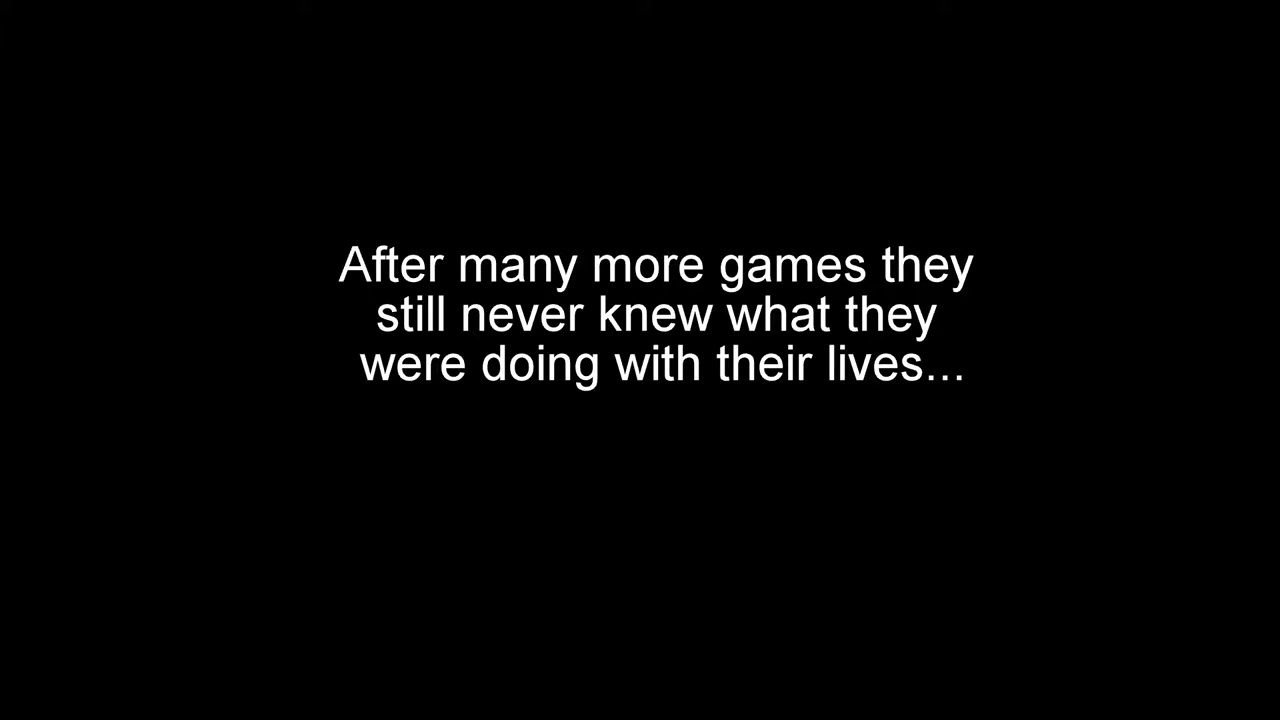 After many more games they
still never knew what they
were doing with their lives...